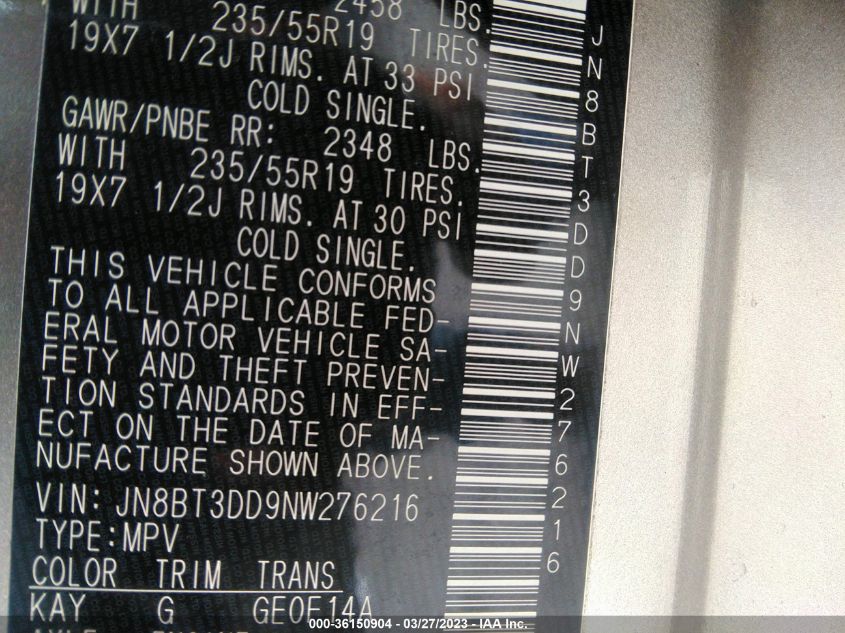 2458 LBS.
WITH 235/55R19 TIRES.
19X7 1/2J RIMS. AT 33 PSI
COLD SINGLE.
GAWR/PNBE RR: 2348 LBS.
WITH 235/55R19 TIRES.
19X7 1/2J RIMS. AT 30 PSI
COLD SINGLE.
THIS VEHICLE CONFORMS
TO ALL APPLICABLE FED-
ERAL MOTOR VEHICLE SA-
FETY AND THEFT PREVEN-
TION STANDARDS IN EFF-
ECT ON THE DATE OF MA-
NUFACTURE SHOWN ABOVE.
VIN: JN8BT3DD9NW276216
TYPE:MPV
COLOR TRIM TRANS
KAY G GE0F14A
JN8BT3DD9NW276216
000-36150904 - 03/27/2023 - IAA Inc.